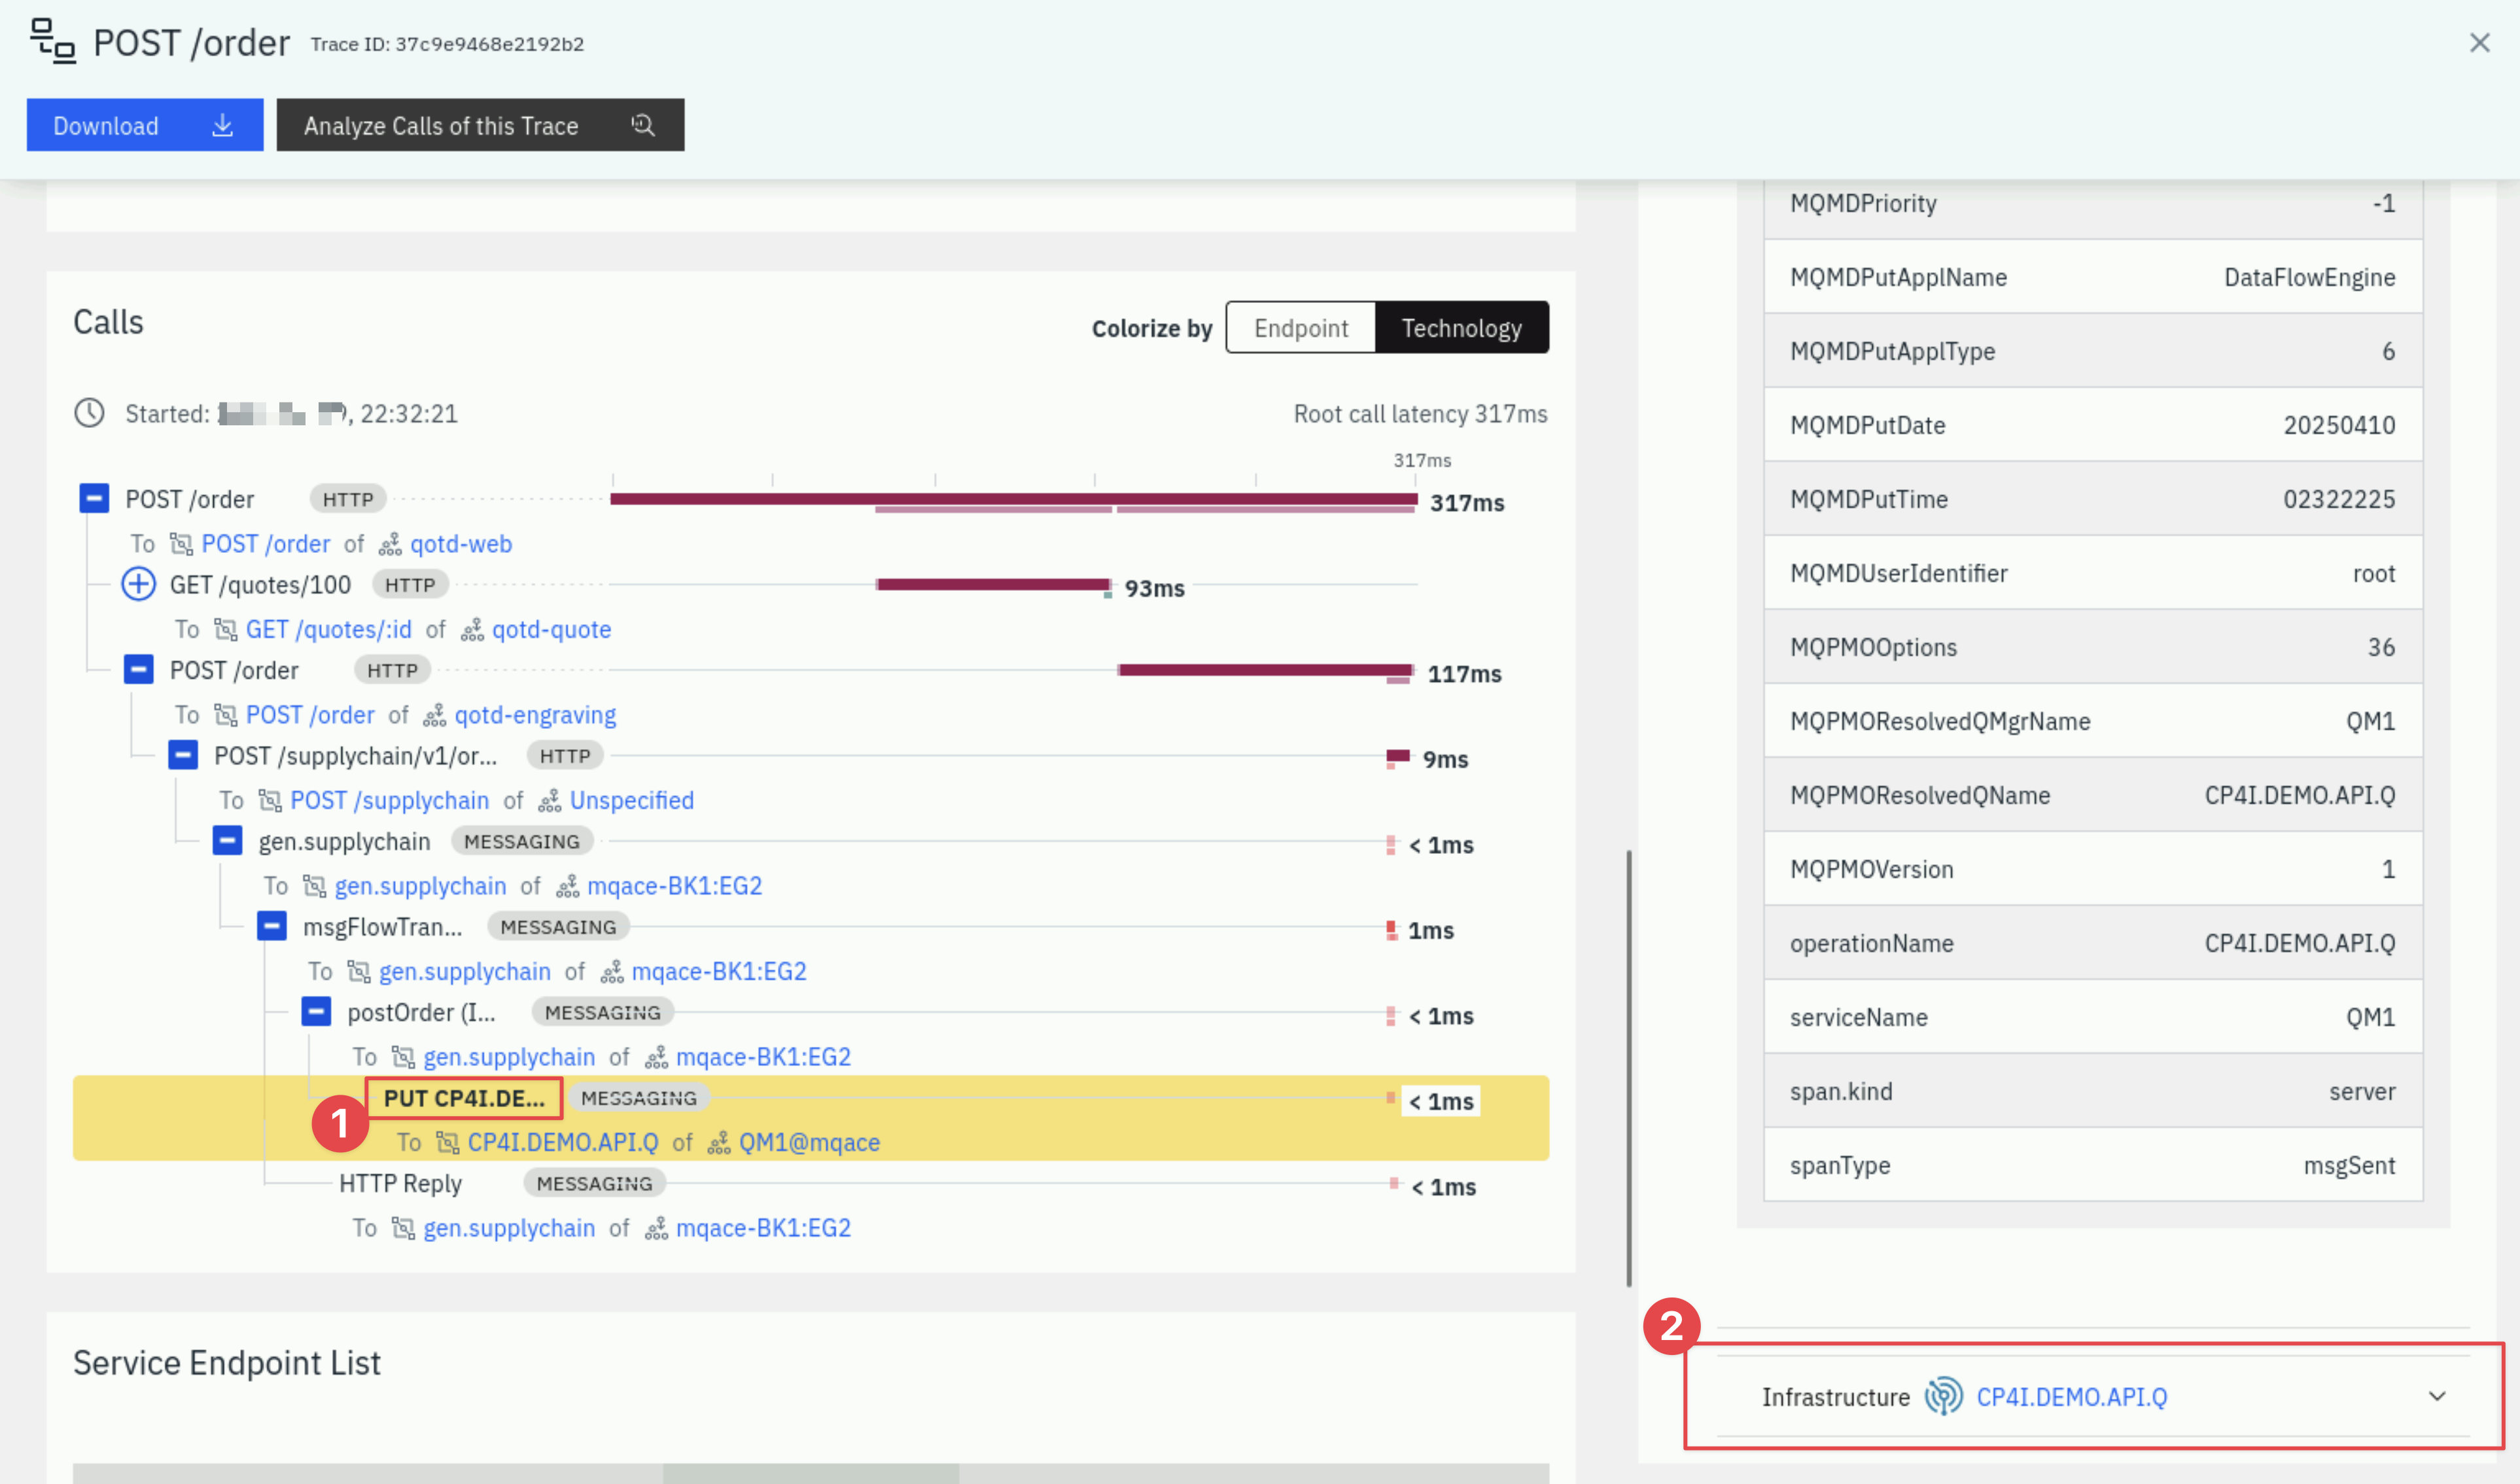 POST /order Trace ID: 37c9e9468e2192b2
Download
Analyze Calls of this Trace
Calls
Colorize by Endpoint Technology
Started: , 22:32:21
Root call latency 317ms
317ms
POST /order HTTP 317ms
To POST /order of qotd-web
GET /quotes/100 HTTP 93ms
To GET /quotes/:id of qotd-quote
POST /order HTTP 117ms
To POST /order of qotd-engraving
POST /supplychain/v1/or... HTTP 9ms
To POST /supplychain of Unspecified
gen.supplychain MESSAGING < 1ms
To gen.supplychain of mqace-BK1:EG2
msgFlowTran... MESSAGING 1ms
To gen.supplychain of mqace-BK1:EG2
postOrder (I... MESSAGING < 1ms
To gen.supplychain of mqace-BK1:EG2
1
PUT CP4I.DE... MESSAGING < 1ms
To CP4I.DEMO.API.Q of QM1@mqace
HTTP Reply MESSAGING < 1ms
To gen.supplychain of mqace-BK1:EG2
Service Endpoint List
MQMDPriority -1
MQMDPutApplName DataFlowEngine
MQMDPutApplType 6
MQMDPutDate 20250410
MQMDPutTime 02322225
MQMDUserIdentifier root
MQPMOOptions 36
MQPMOResolvedQMgrName QM1
MQPMOResolvedQName CP4I.DEMO.API.Q
MQPMOVersion 1
operationName CP4I.DEMO.API.Q
serviceName QM1
span.kind server
spanType msgSent
2
Infrastructure CP4I.DEMO.API.Q